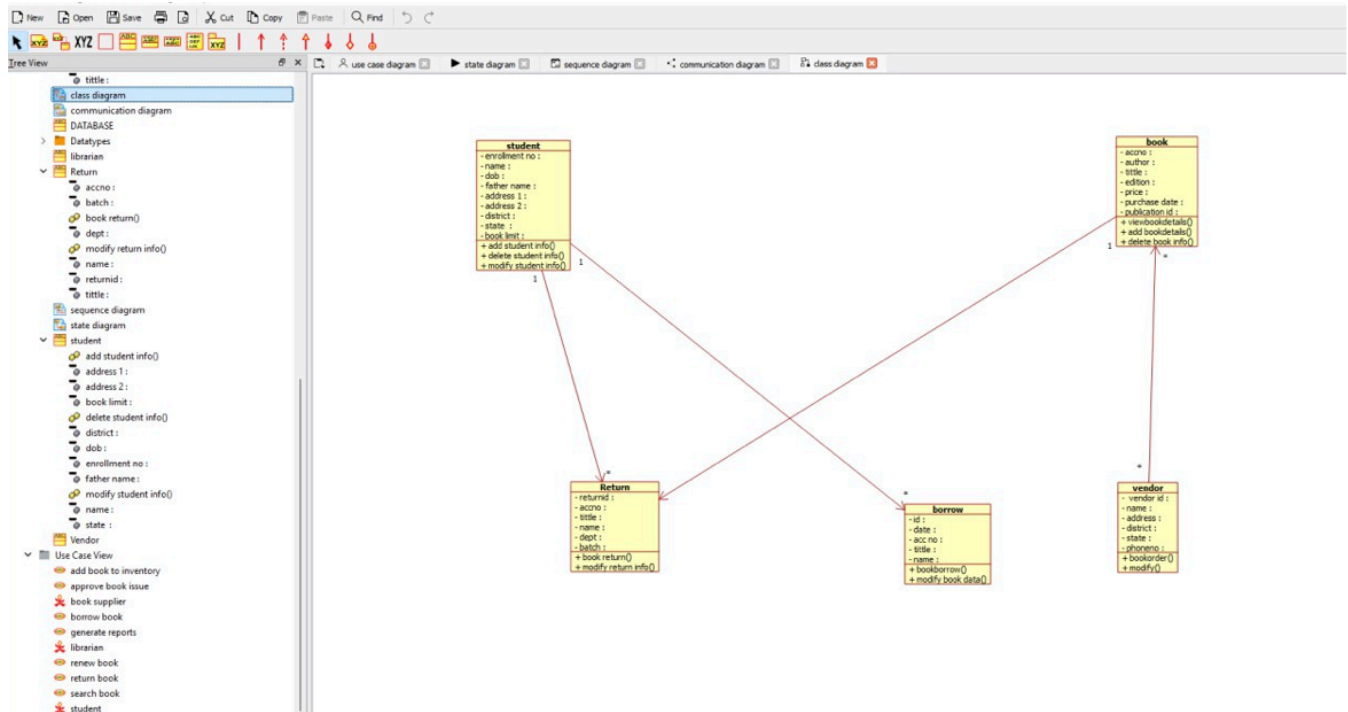 New Open Save Cut Copy Paste Find
XYZ XYZ ABC ABC XYZ
Tree View
use case diagram state diagram sequence diagram communication diagram class diagram
tittle :
class diagram
communication diagram
DATABASE
Datatypes
librarian
Return
accno :
batch :
book return()
dept :
modify return info()
name :
returnid :
tittle :
sequence diagram
state diagram
student
add student info()
address 1 :
address 2 :
book limit :
delete student info()
district :
dob :
enrollment no :
father name :
modify student info()
name :
state :
Vendor
Use Case View
add book to inventory
approve book issue
book supplier
borrow book
generate reports
librarian
renew book
return book
search book
student
student
- enrollment no :
- name :
- dob :
- father name :
- address 1 :
- address 2 :
- district :
- state :
- book limit :
+ add student info()
+ delete student info()
+ modify student info()
1
1
book
- accno :
- author :
- tittle :
- edition :
- price :
- purchase date :
- publication id :
+ viewbookdetails()
+ add bookdetails()
+ delete book info()
1
*
*
Return
- returnid :
- accno :
- tittle :
- name :
- dept :
- batch :
+ book return()
+ modify return info()
*
borrow
- id :
- date :
- acc no :
- tittle :
- name :
+ bookborrow()
+ modify book data()
*
vendor
- vendor id :
- name :
- address :
- district :
- state :
- phoneno :
+ bookorder()
+ modify()